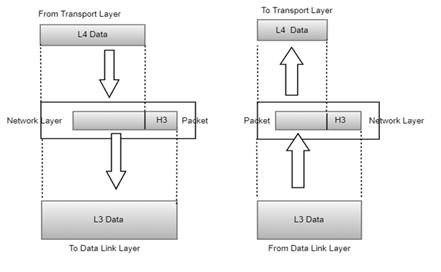 From Transport Layer
L4 Data
Network Layer
H3
Packet
L3 Data
To Data Link Layer
To Transport Layer
L4 Data
Packet
H3
Network Layer
L3 Data
From Data Link Layer